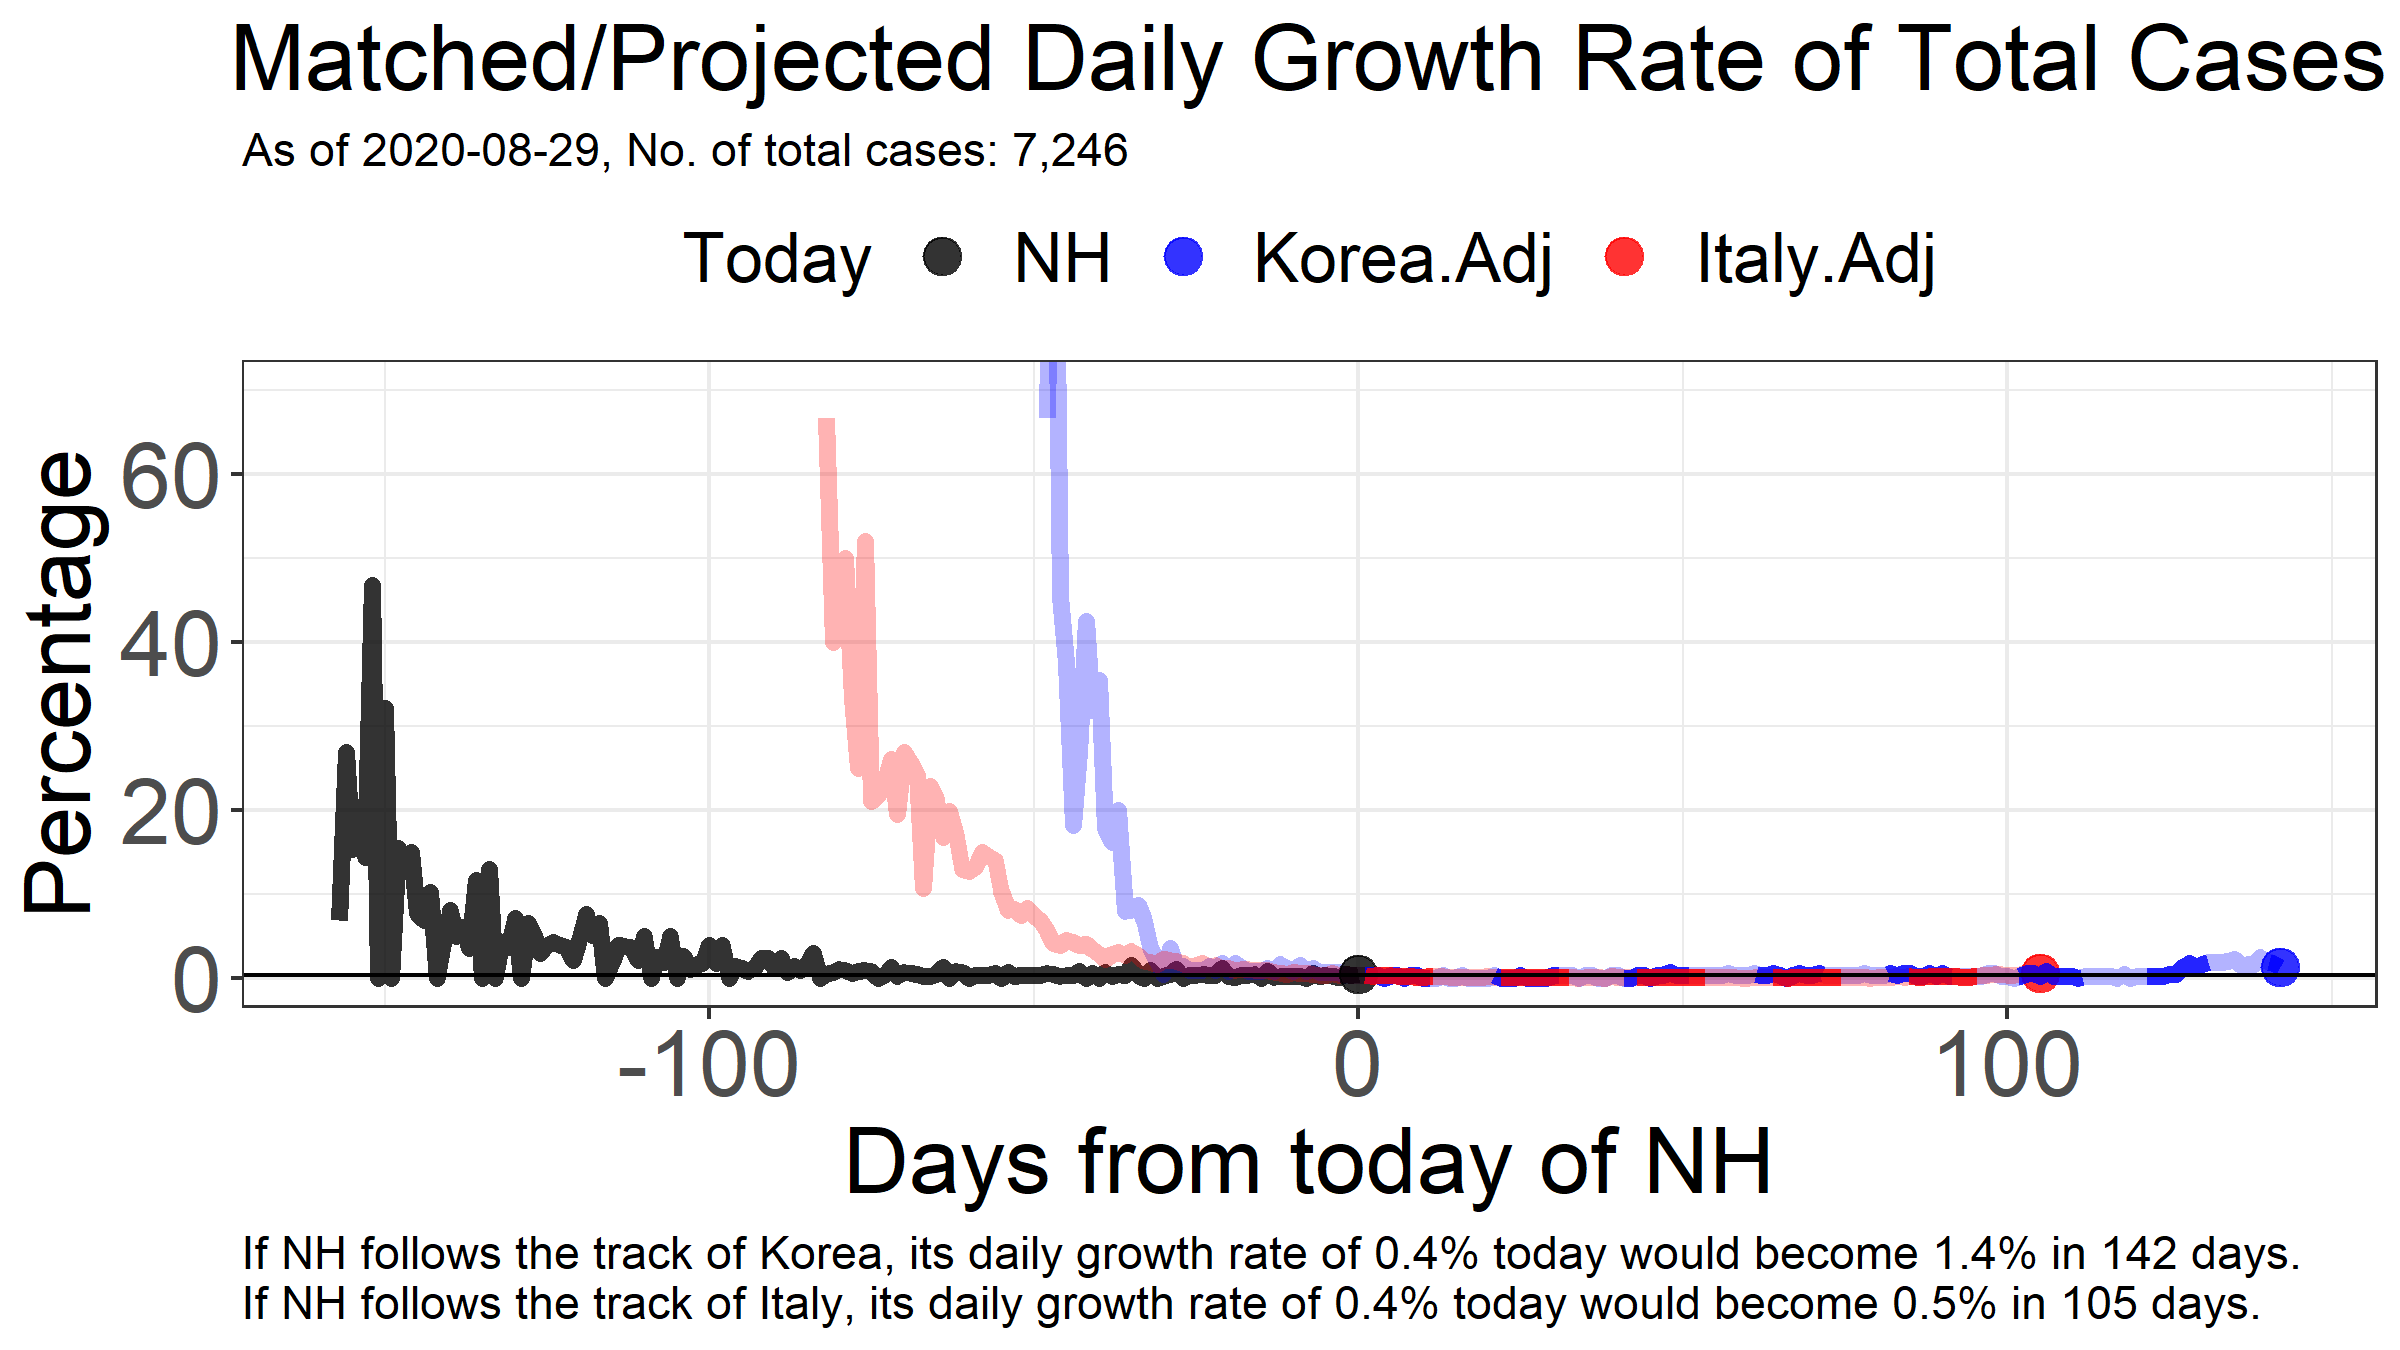 Matched/Projected Daily Growth Rate of Total Cases
As of 2020-08-29, No. of total cases: 7,246
Today NH Korea.Adj Italy.Adj
Percentage
60
40
20
0
-100 0 100
Days from today of NH
If NH follows the track of Korea, its daily growth rate of 0.4% today would become 1.4% in 142 days.
If NH follows the track of Italy, its daily growth rate of 0.4% today would become 0.5% in 105 days.